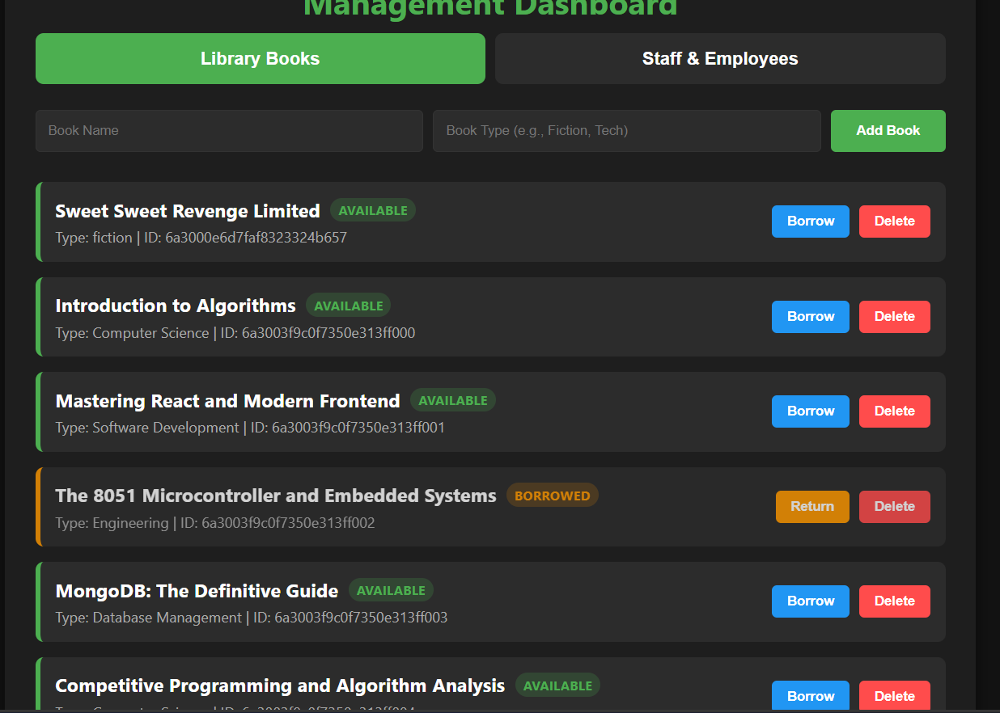 Management Dashboard
Library Books
Staff & Employees
Book Name
Book Type (e.g., Fiction, Tech)
Add Book
Sweet Sweet Revenge Limited AVAILABLE
Type: fiction | ID: 6a3000e6d7faf8323324b657
Borrow
Delete
Introduction to Algorithms AVAILABLE
Type: Computer Science | ID: 6a3003f9c0f7350e313ff000
Borrow
Delete
Mastering React and Modern Frontend AVAILABLE
Type: Software Development | ID: 6a3003f9c0f7350e313ff001
Borrow
Delete
The 8051 Microcontroller and Embedded Systems BORROWED
Type: Engineering | ID: 6a3003f9c0f7350e313ff002
Return
Delete
MongoDB: The Definitive Guide AVAILABLE
Type: Database Management | ID: 6a3003f9c0f7350e313ff003
Borrow
Delete
Competitive Programming and Algorithm Analysis AVAILABLE
Borrow
Delete